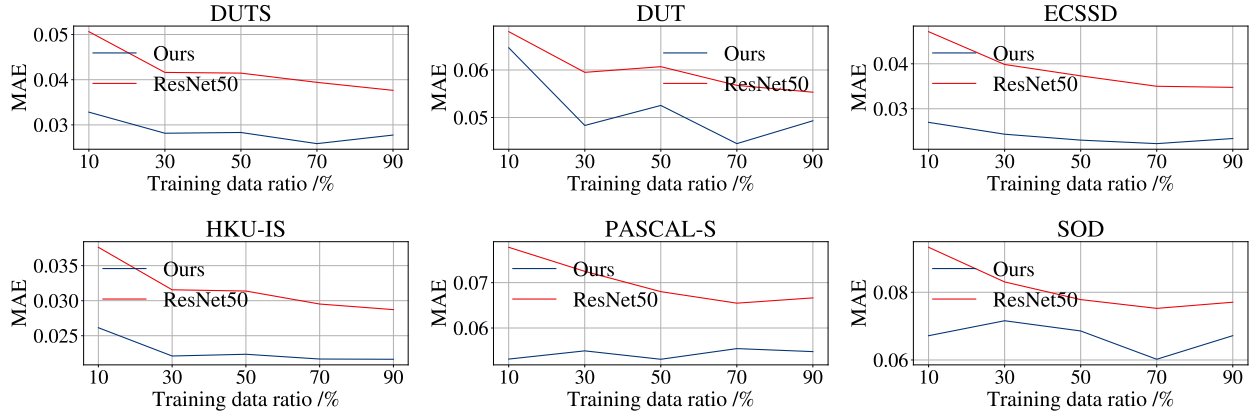 DUTS
MAE
0.05
0.04
0.03
Ours
ResNet50
10 30 50 70 90
Training data ratio /%
DUT
MAE
0.06
0.05
Ours
ResNet50
10 30 50 70 90
Training data ratio /%
ECSSD
MAE
0.04
0.03
Ours
ResNet50
10 30 50 70 90
Training data ratio /%
HKU-IS
MAE
0.035
0.030
0.025
Ours
ResNet50
10 30 50 70 90
Training data ratio /%
PASCAL-S
MAE
0.07
0.06
Ours
ResNet50
10 30 50 70 90
Training data ratio /%
SOD
MAE
0.08
0.06
Ours
ResNet50
10 30 50 70 90
Training data ratio /%